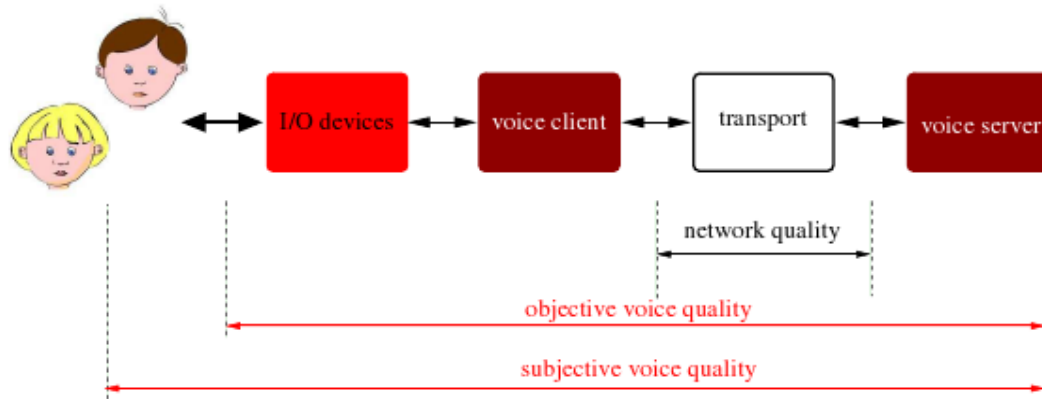 I/O devices
voice client
transport
voice server
network quality
objective voice quality
subjective voice quality